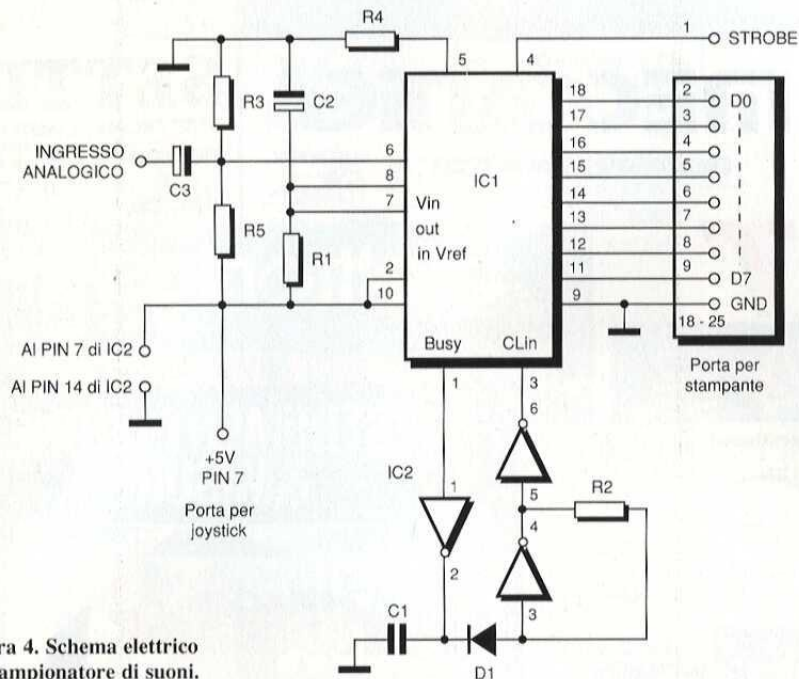 R4
1
STROBE
5
4
R3
C2
18
2
D0
17
3
INGRESSO
ANALOGICO
6
16
4
C3
8
IC1
15
5
7
Vin
14
6
out
13
7
R5
R1
in Vref
12
8
2
11
9
D7
10
9
GND
18 - 25
Al PIN 7 di IC2
Busy
CLin
Porta per
stampante
Al PIN 14 di IC2
1
3
6
+5V
PIN 7
IC2
Porta per
joystick
1
5
R2
4
2
3
C1
D1
ra 4. Schema elettrico
ampionatore di suoni.